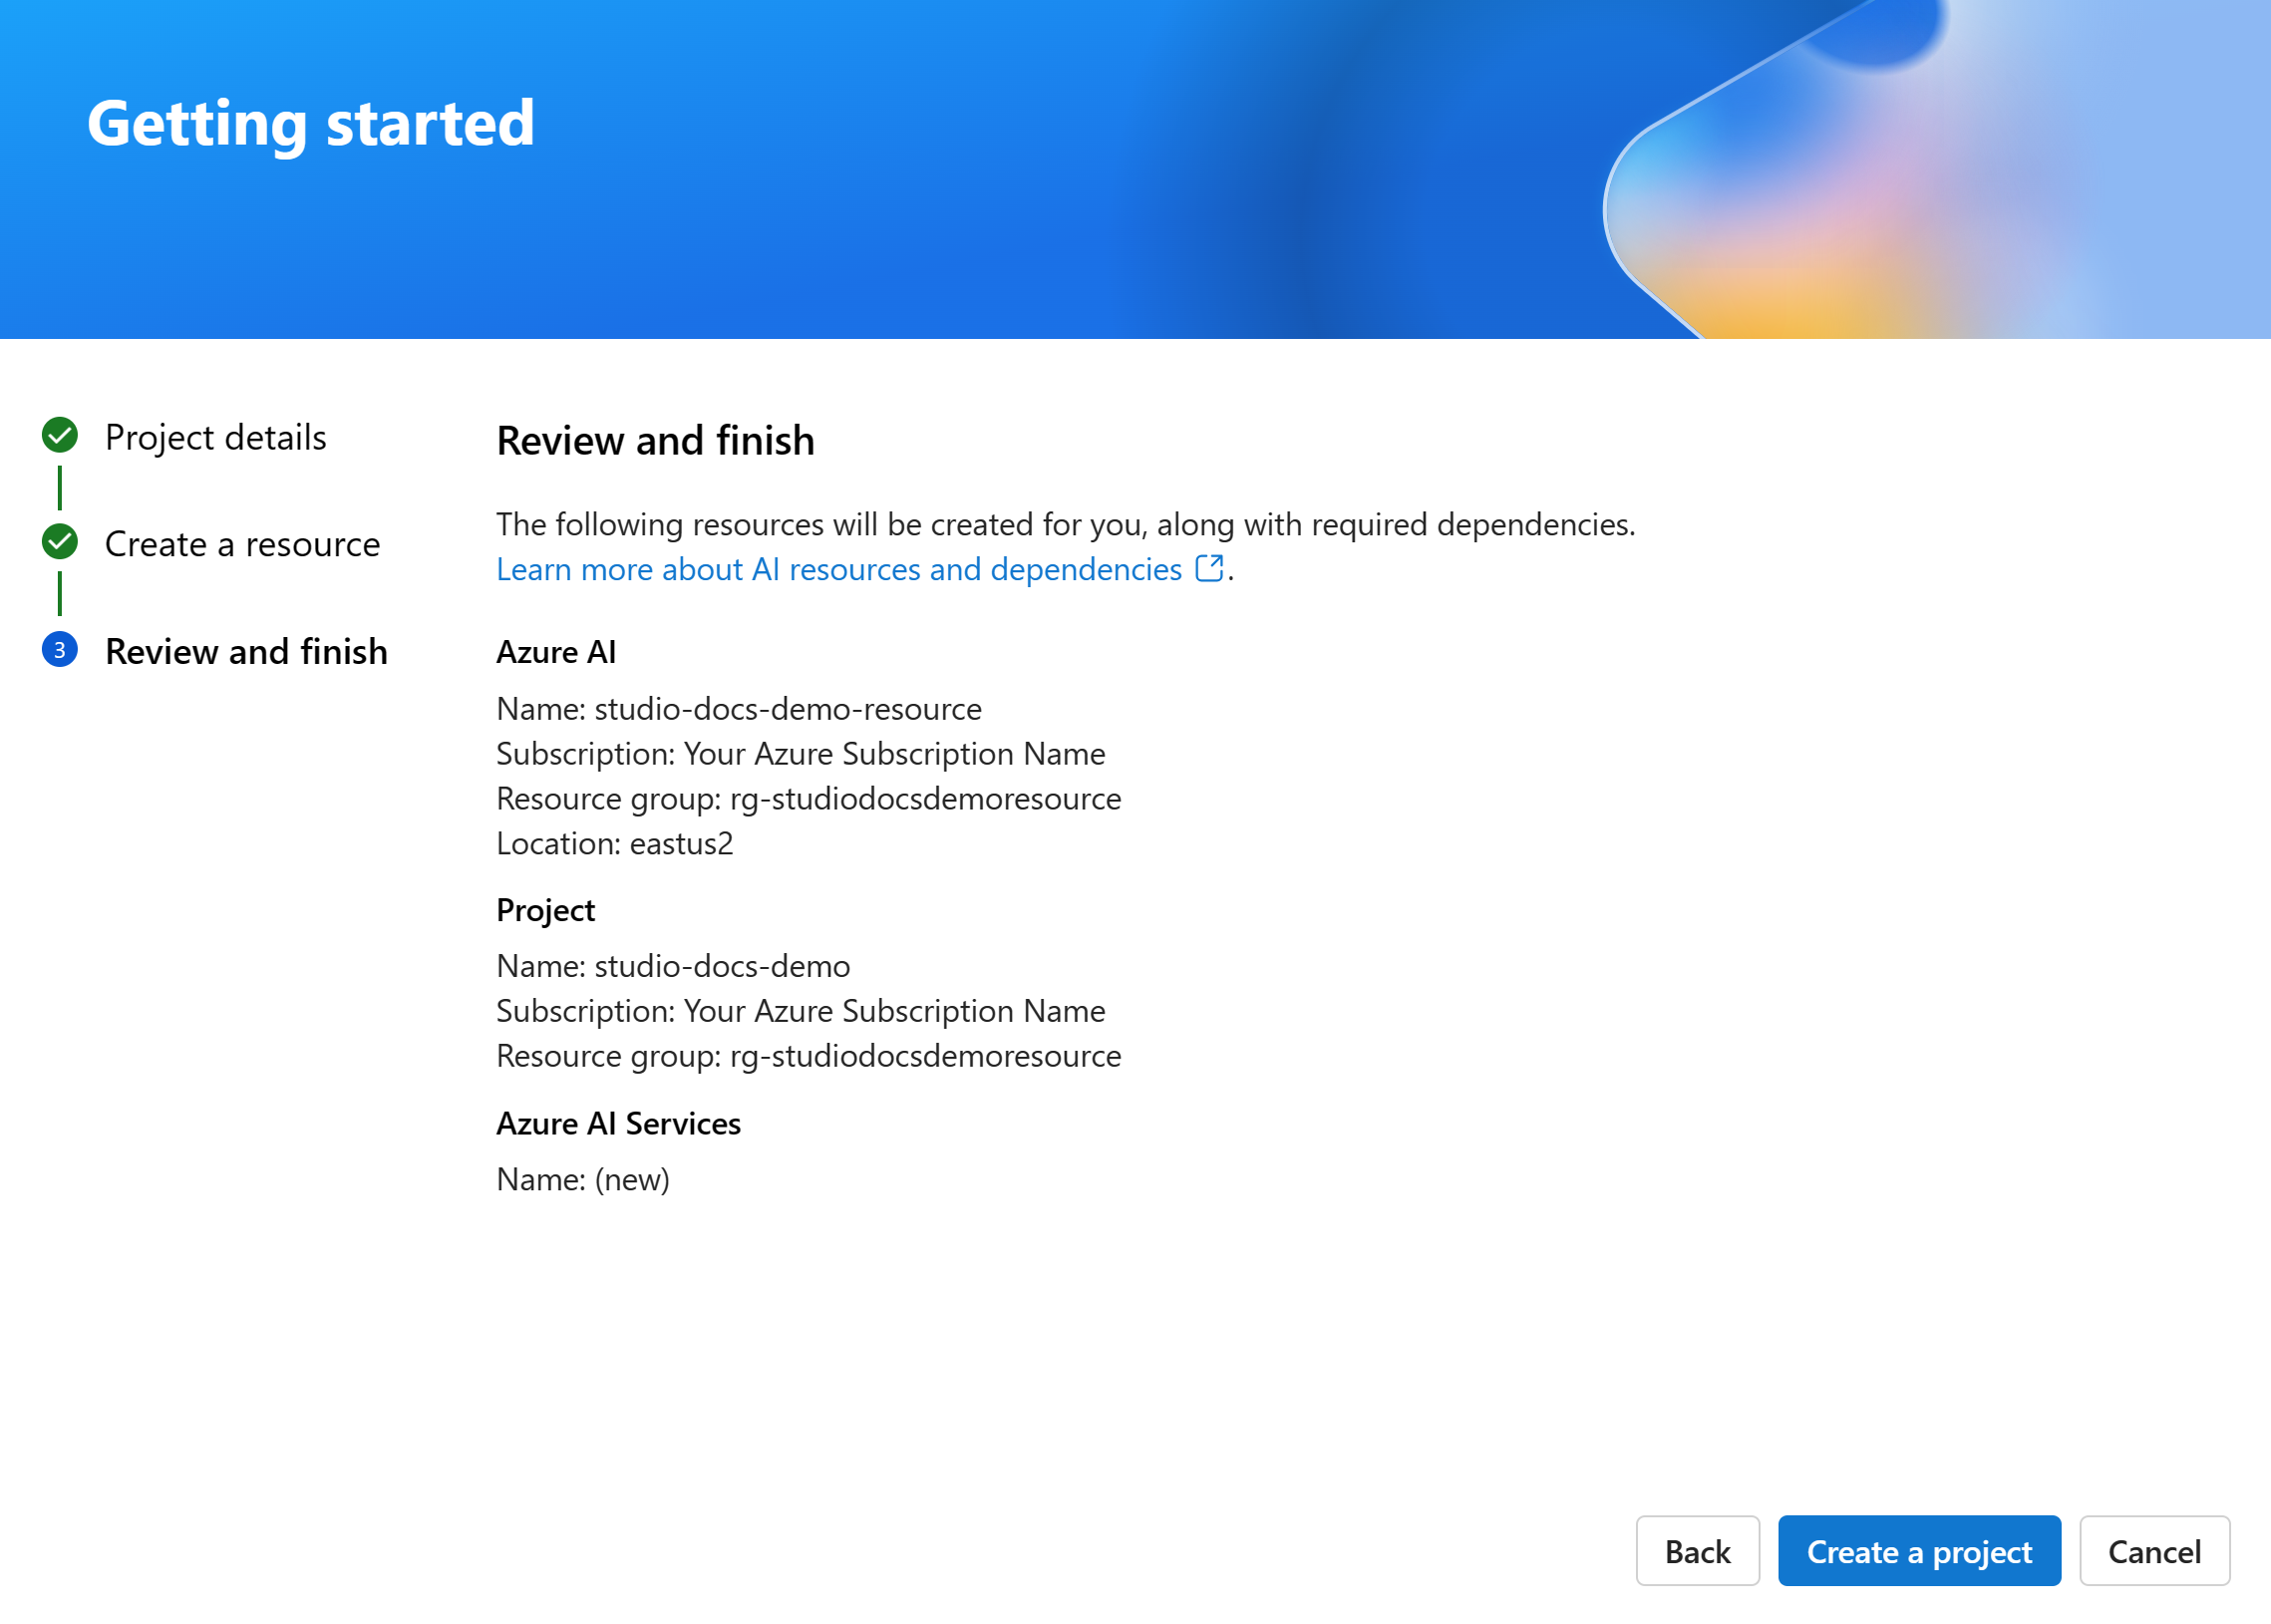 Getting started
Project details
Create a resource
3
Review and finish
Review and finish
The following resources will be created for you, along with required dependencies.
Learn more about AI resources and dependencies .
Azure AI
Name: studio-docs-demo-resource
Subscription: Your Azure Subscription Name
Resource group: rg-studiodocsdemoresource
Location: eastus2
Project
Name: studio-docs-demo
Subscription: Your Azure Subscription Name
Resource group: rg-studiodocsdemoresource
Azure AI Services
Name: (new)
Back
Create a project
Cancel